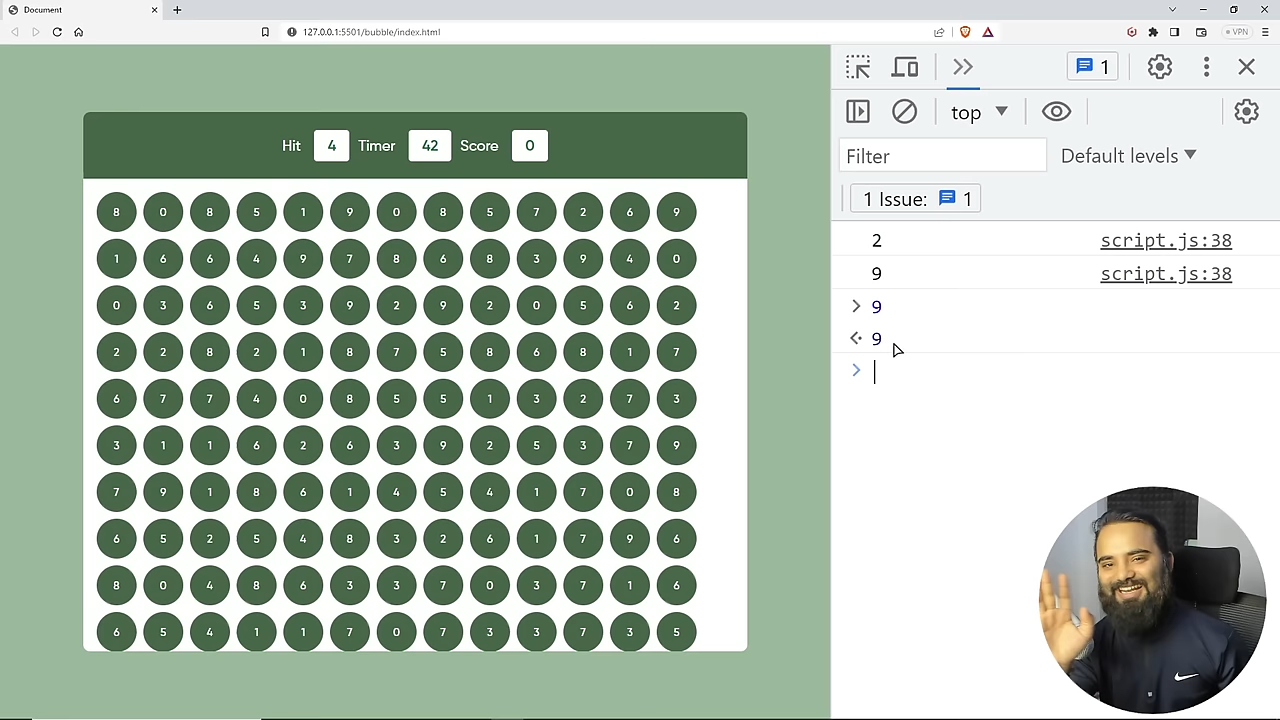 Document
127.0.0.1:5501/bubble/index.html
VPN
1
top
Filter
Default levels
1 Issue: 1
Hit 4 Timer 42 Score 0
8 0 8 5 1 9 0 8 5 7 2 6 9
1 6 6 4 9 7 8 6 8 3 9 4 0
0 3 6 5 3 9 2 9 2 0 5 6 2
2 2 8 2 1 8 7 5 8 6 8 1 7
6 7 7 4 0 8 5 5 1 3 2 7 3
3 1 1 6 2 6 3 9 2 5 3 7 9
7 9 1 8 6 1 4 5 4 1 7 0 8
6 5 2 5 4 8 3 2 6 1 7 9 6
8 0 4 8 6 3 3 7 0 3 7 1 6
6 5 4 1 1 7 0 7 3 3 7 3 5
2 script.js:38
9 script.js:38
> 9
9
>